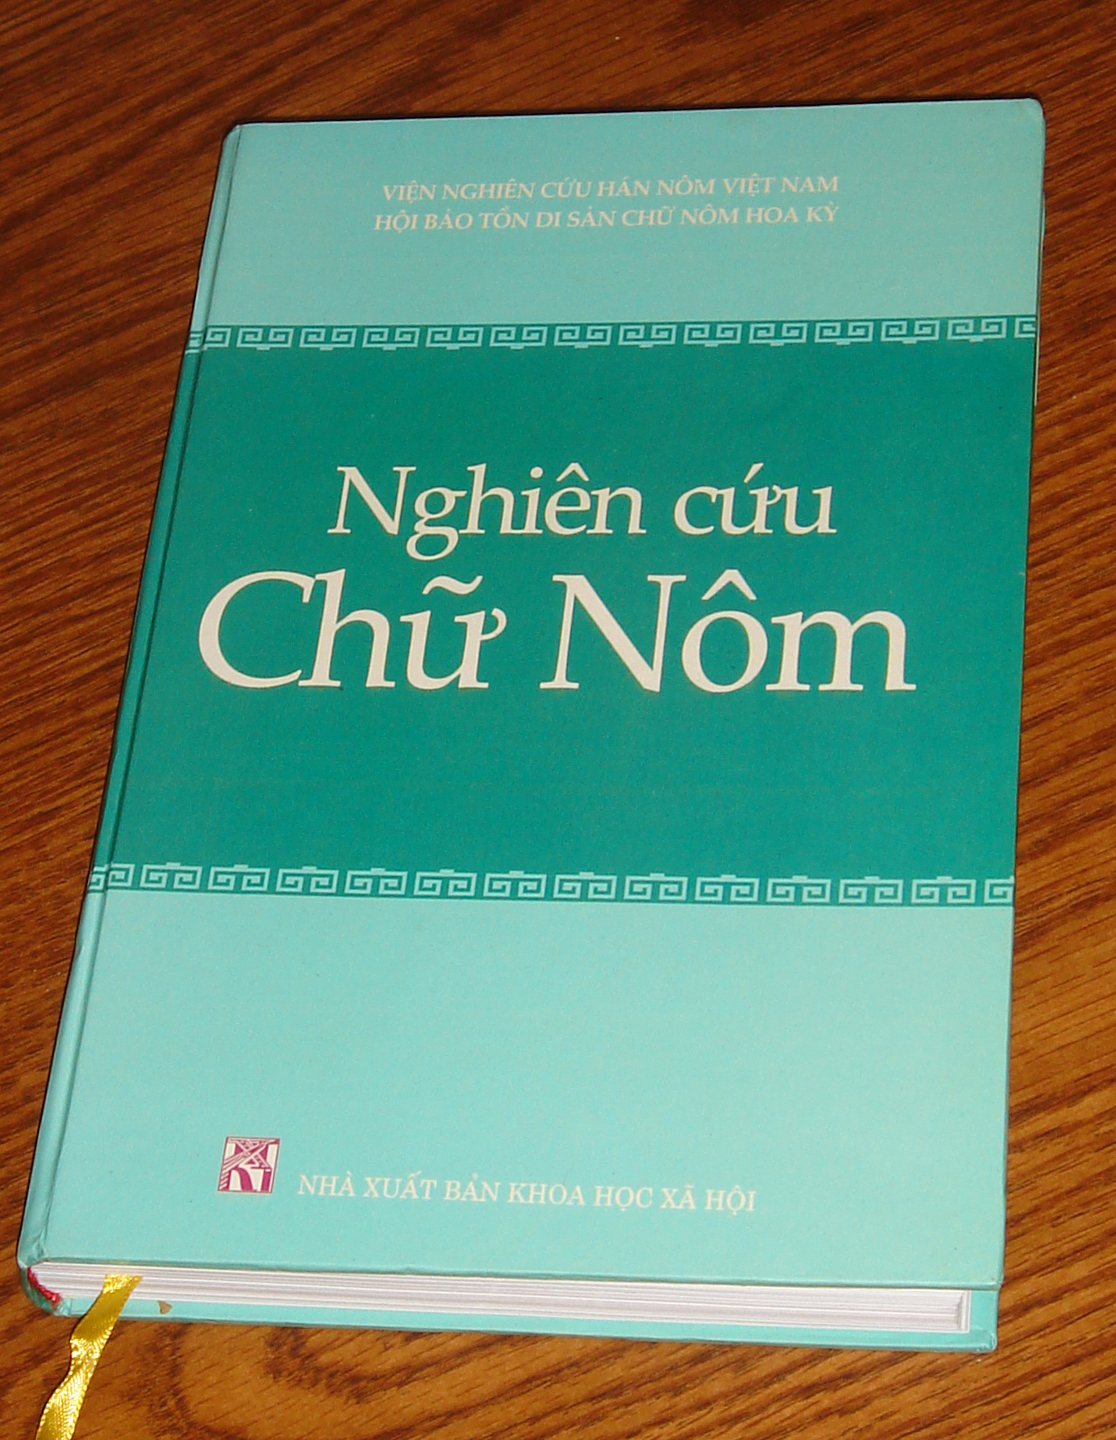 VIỆN NGHIÊN CỨU HÁN NÔM VIỆT NAM
HỘI BẢO TỒN DI SẢN CHỮ NÔM HOA KỲ
Nghiên cứu
Chữ Nôm
NHÀ XUẤT BẢN KHOA HỌC XÃ HỘI